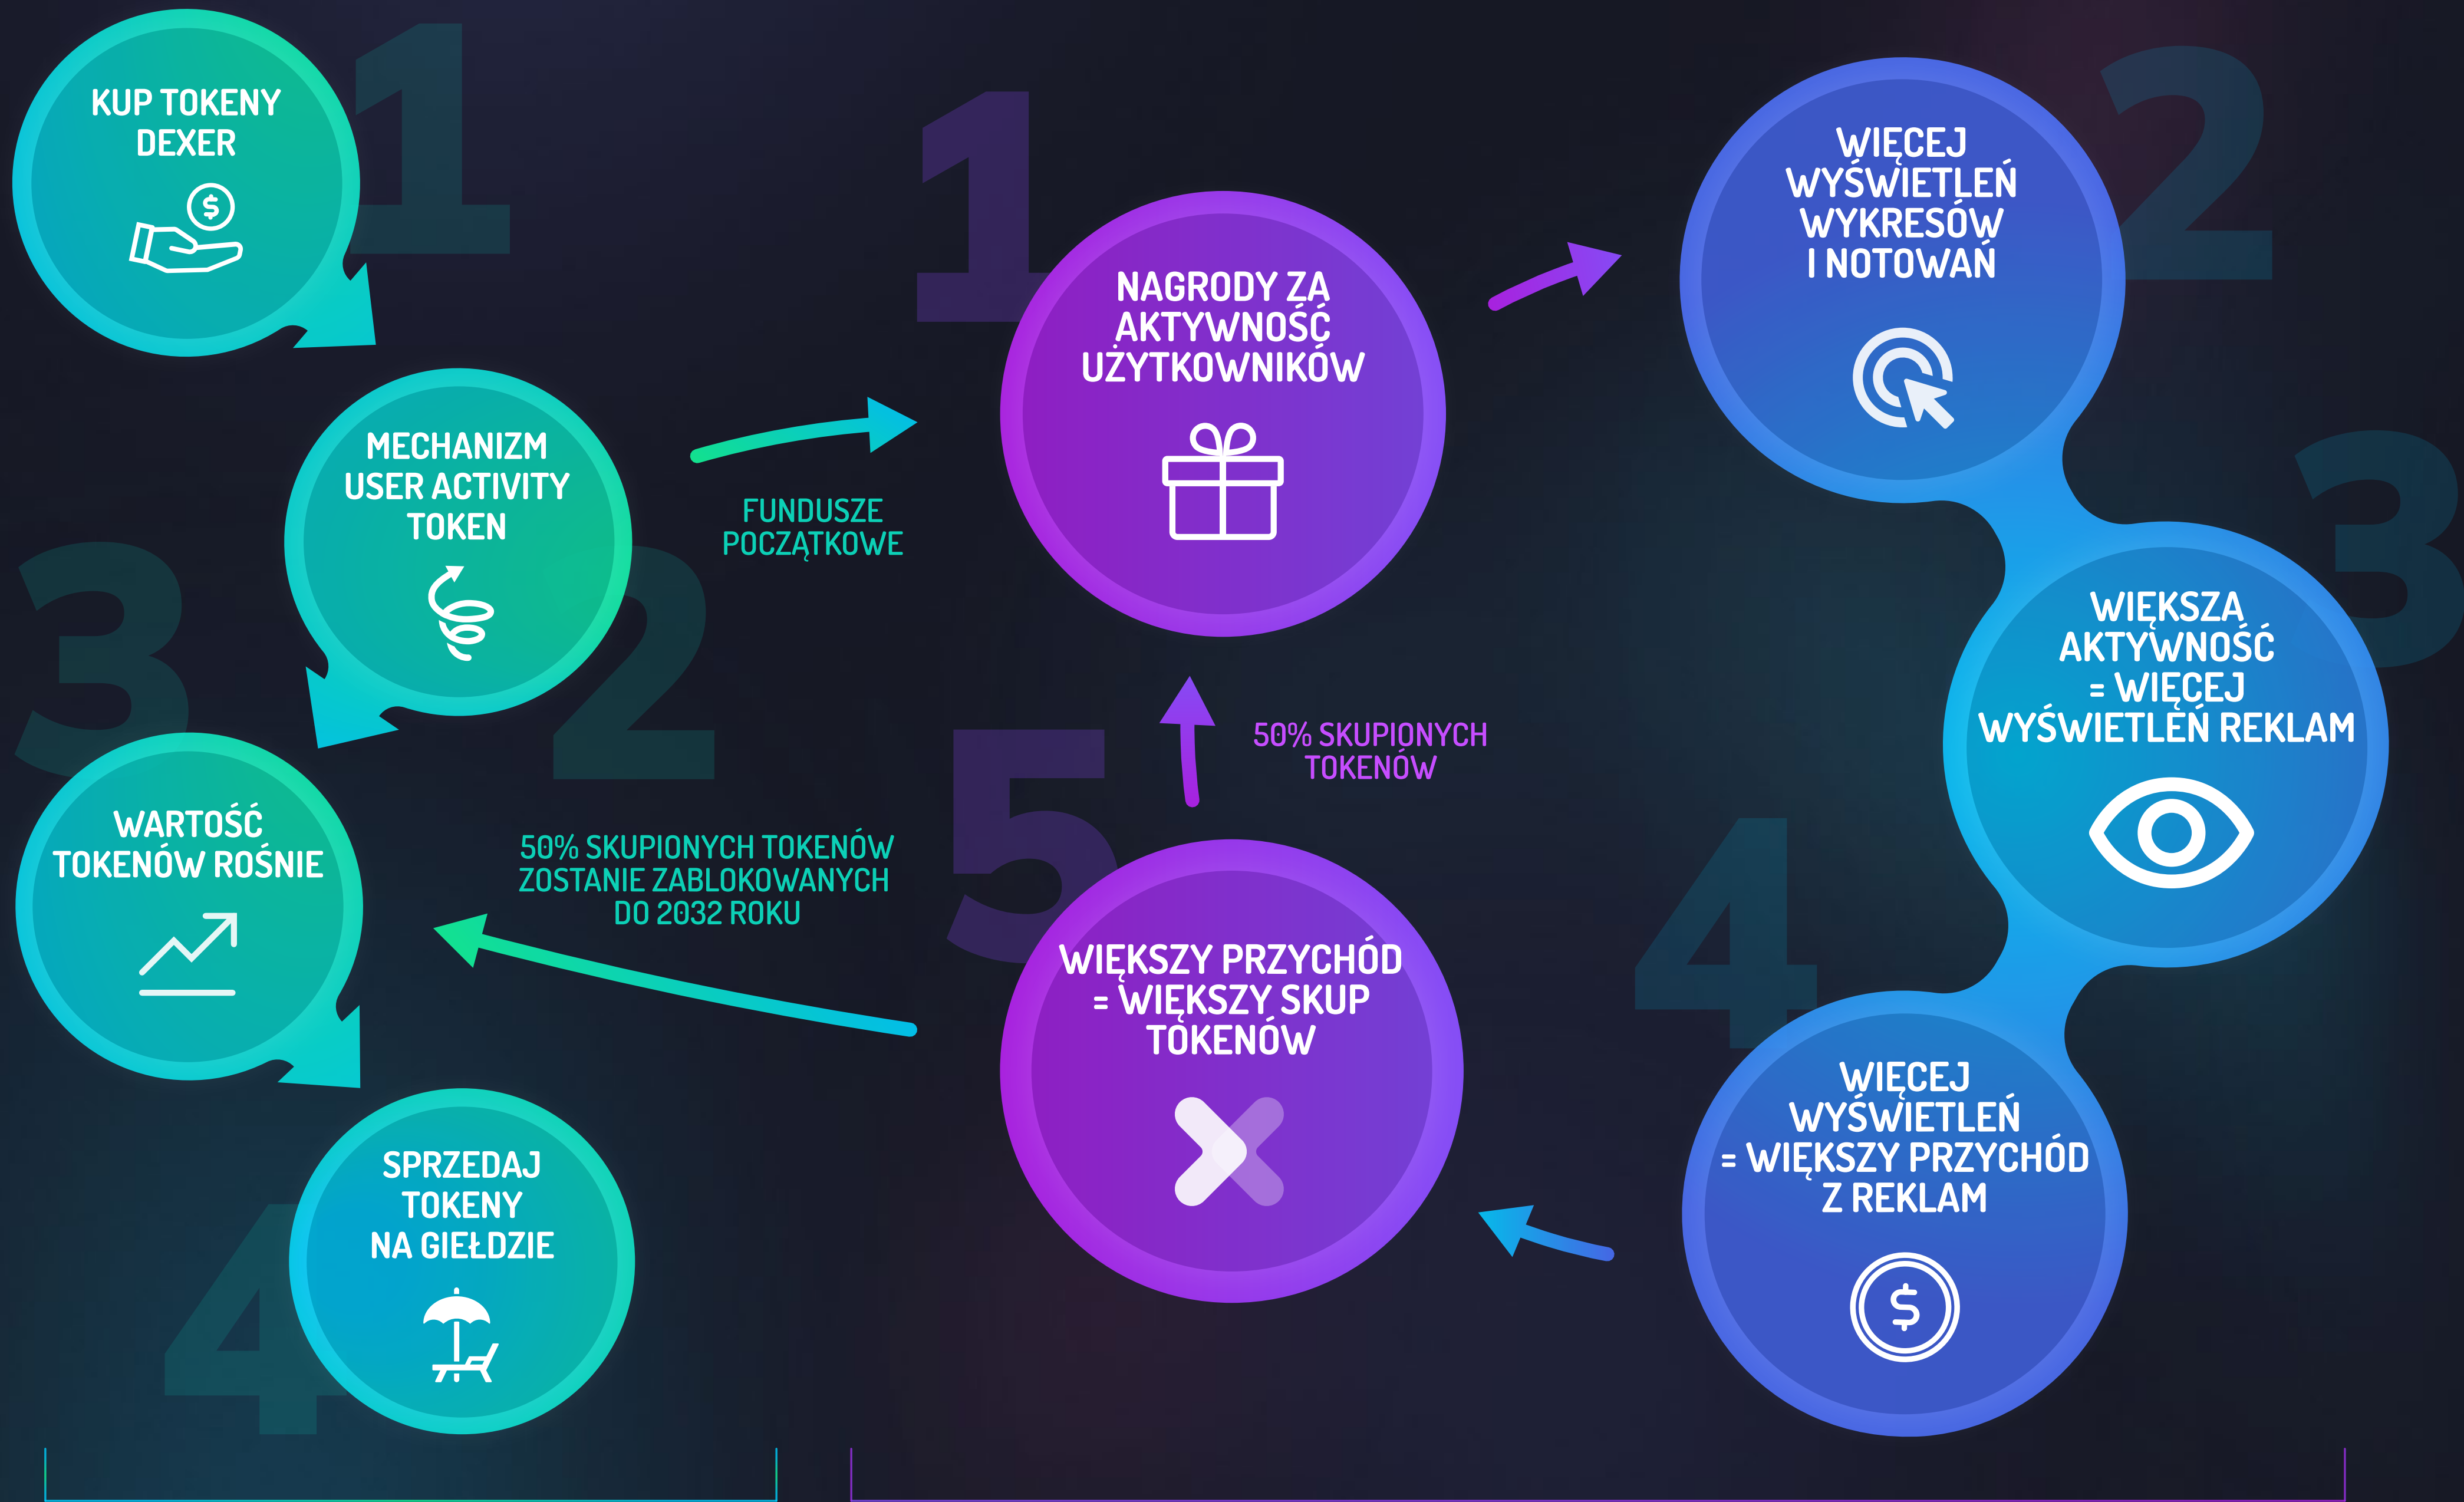 1
KUP TOKENY
DEXER
$
2
MECHANIZM
USER ACTIVITY
TOKEN
3
WARTOŚĆ
TOKENÓW ROŚNIE
4
SPRZEDAJ
TOKENY
NA GIEŁDZIE
FUNDUSZE
POCZĄTKOWE
1
NAGRODY ZA
AKTYWNOŚĆ
UŻYTKOWNIKÓW
2
WIĘCEJ
WYŚWIETLEŃ
WYKRESÓW
I NOTOWAŃ
3
WIĘKSZA
AKTYWNOŚĆ
= WIĘCEJ
WYŚWIETLEŃ REKLAM
4
WIĘCEJ
WYŚWIETLEŃ
= WIĘKSZY PRZYCHÓD
Z REKLAM
$
5
WIĘKSZY PRZYCHÓD
= WIĘKSZY SKUP
TOKENÓW
50% SKUPIONYCH
TOKENÓW
50% SKUPIONYCH TOKENÓW
ZOSTANIE ZABLOKOWANYCH
DO 2032 ROKU